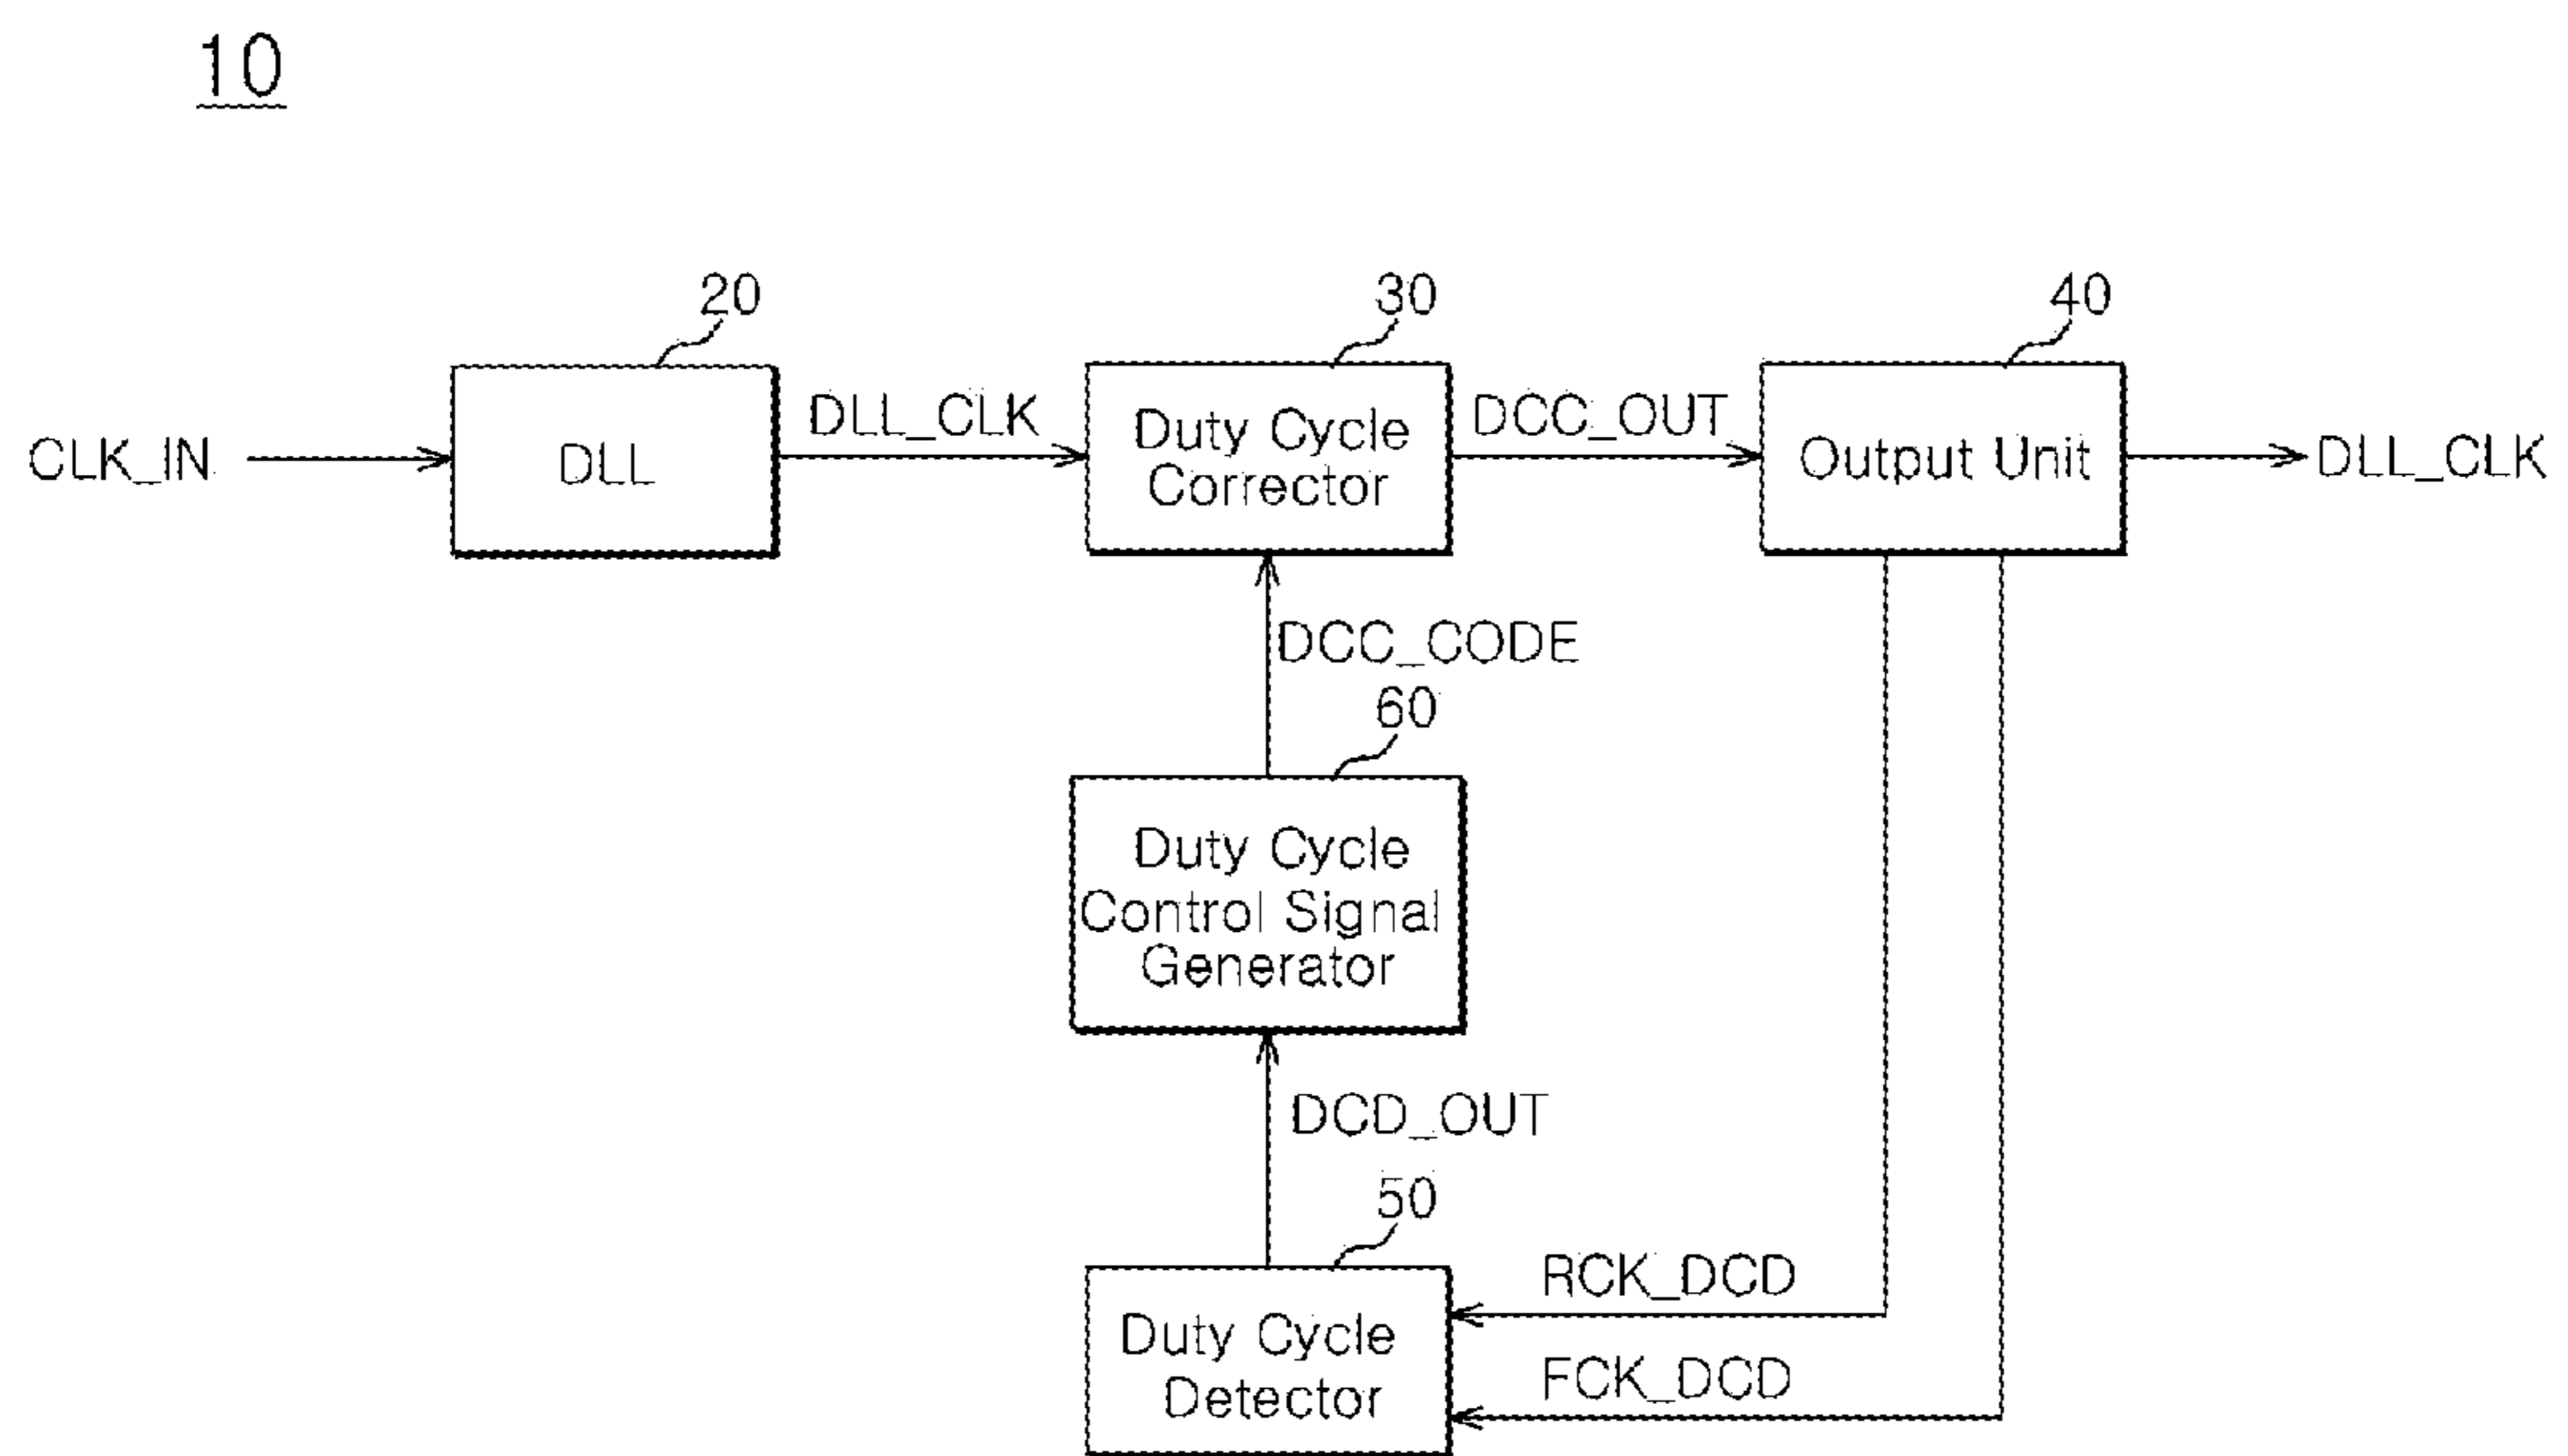 10
20
30
40
CLK_IN
DLL
DLL_CLK
Duty Cycle
Corrector
DCC_OUT
Output Unit
DLL_CLK
DCC_CODE
60
Duty Cycle
Control Signal
Generator
DCD_OUT
50
Duty Cycle
Detector
RCK_DCD
FCK_DCD